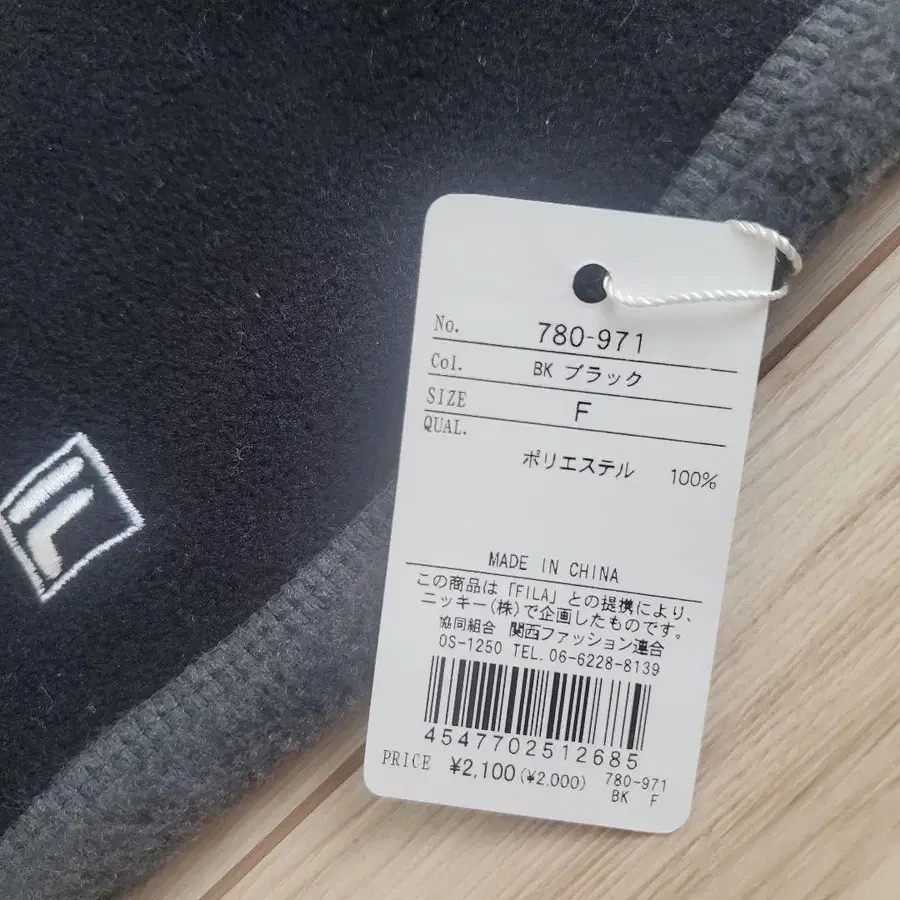 No. 780-971
Col. BK ブラック
SIZE F
QUAL.
ポリエステル 100%
MADE IN CHINA
この商品は「FILA」との提携により、
ニッキー(株)で企画したものです。
協同組合 関西ファッション連合
OS-1250 TEL. 06-6228-8139
4547702512685
PRICE ¥2,100(¥2,000) 780-971
BK F